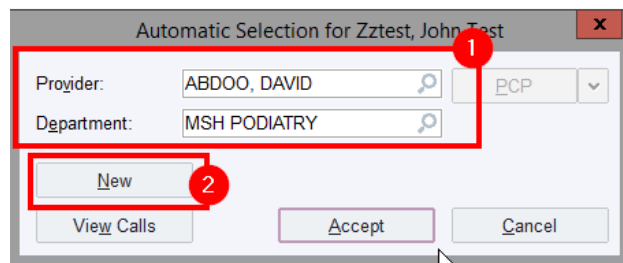 Automatic Selection for Zztest, John Test x
1
Provider: ABDOO, DAVID PCP
Department: MSH PODIATRY
New 2
View Calls Accept Cancel